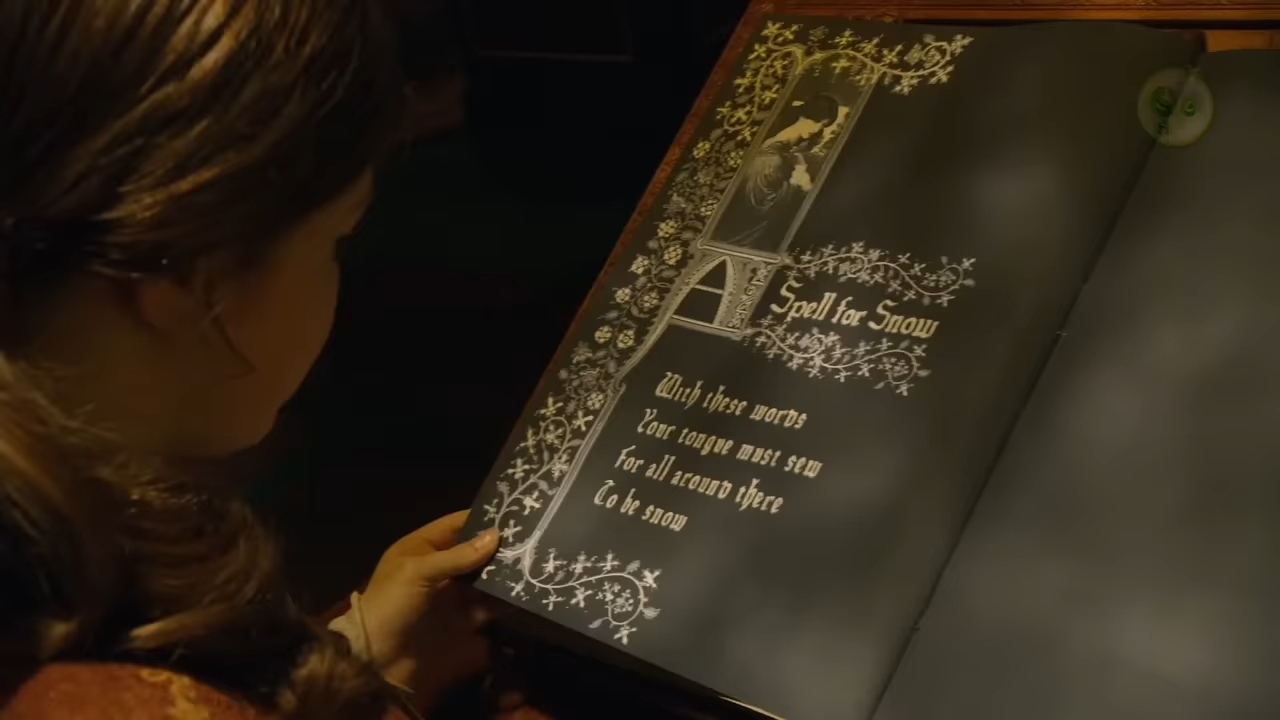 A Spell for Snow
With these words
Your tongue must sew
For all around there
To be snow